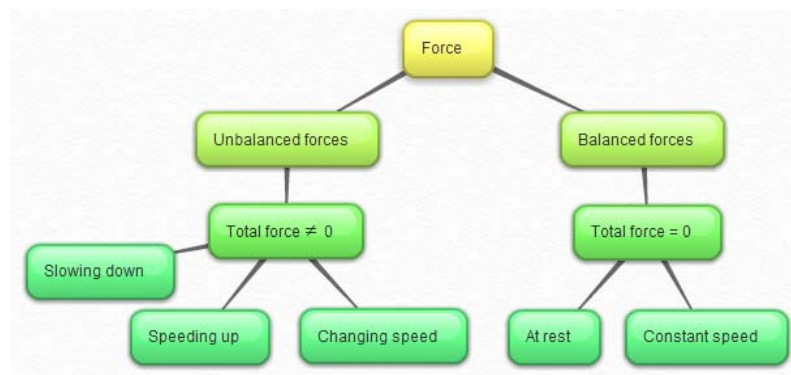 Force
Unbalanced forces
Balanced forces
Total force ≠ 0
Total force = 0
Slowing down
Speeding up
Changing speed
At rest
Constant speed